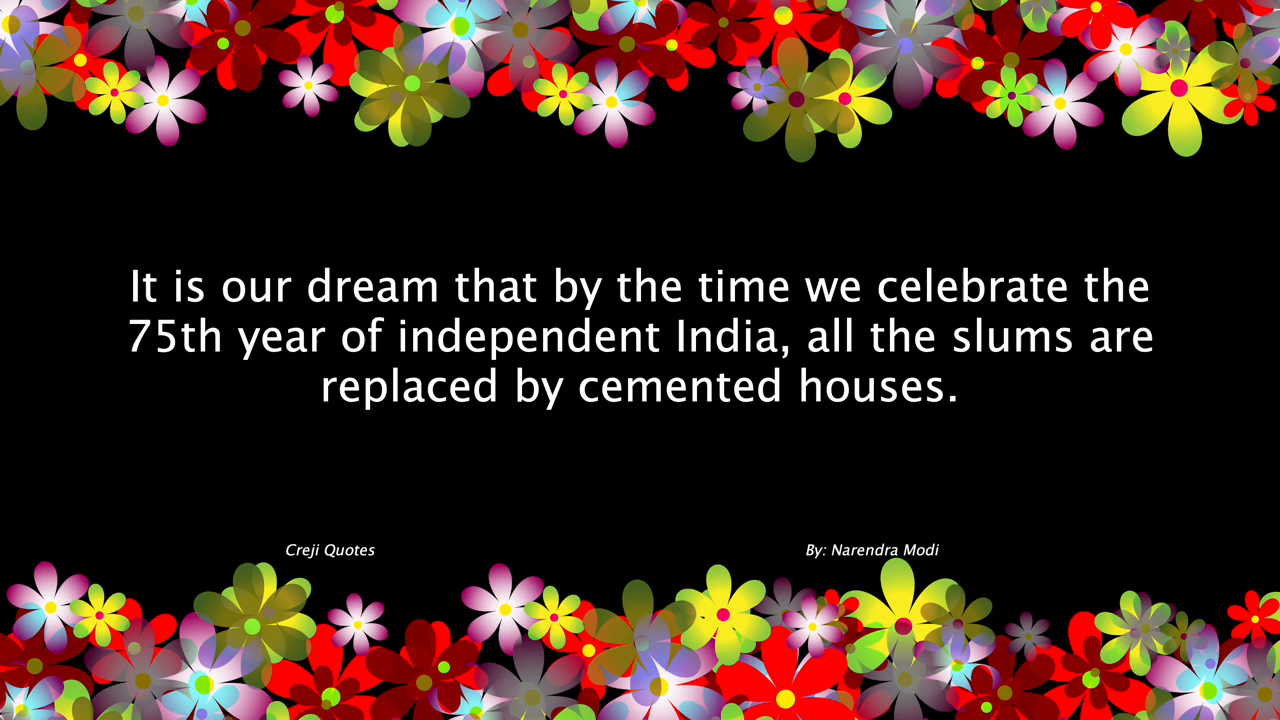 It is our dream that by the time we celebrate the
75th year of independent India, all the slums are
replaced by cemented houses.
Creji Quotes
By: Narendra Modi